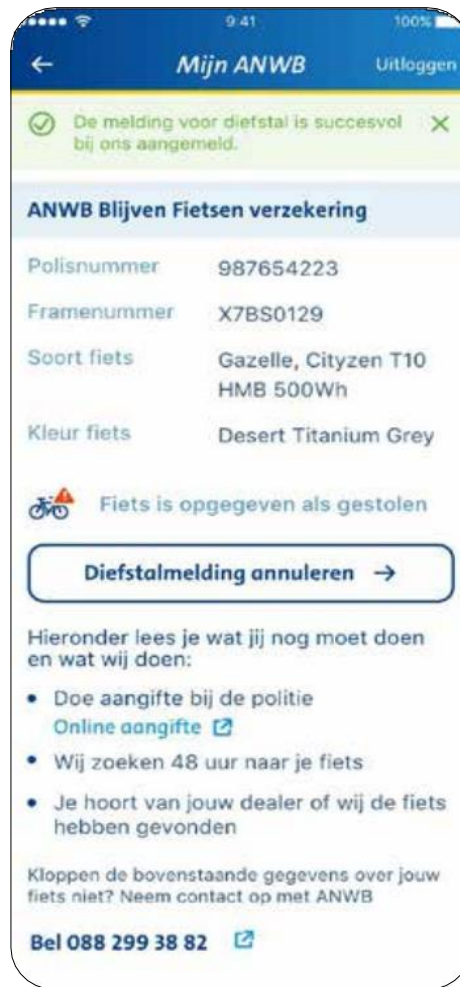 9:41
100%
Mijn ANWB
Uitloggen
De melding voor diefstal is succesvol
bij ons aangemeld.
ANWB Blijven Fietsen verzekering
Polisnummer 987654223
Framenummer X7BS0129
Soort fiets Gazelle, Cityzen T10
HMB 500Wh
Kleur fiets Desert Titanium Grey
Fiets is opgegeven als gestolen
Diefstalmelding annuleren →
Hieronder lees je wat jij nog moet doen
en wat wij doen:
• Doe aangifte bij de politie
Online aangifte
• Wij zoeken 48 uur naar je fiets
• Je hoort van jouw dealer of wij de fiets
hebben gevonden
Kloppen de bovenstaande gegevens over jouw
fiets niet? Neem contact op met ANWB
Bel 088 299 38 82